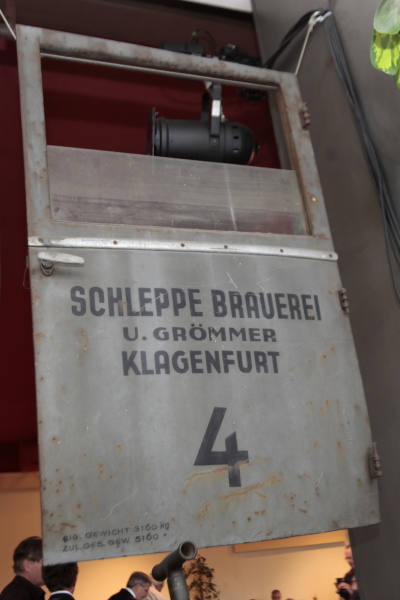 SCHLEPPE BRAUEREI
U. GRÖMMER
KLAGENFURT
4
EIG. GEWICHT 3160 kg
ZUL. GES. GEW. 5160 "